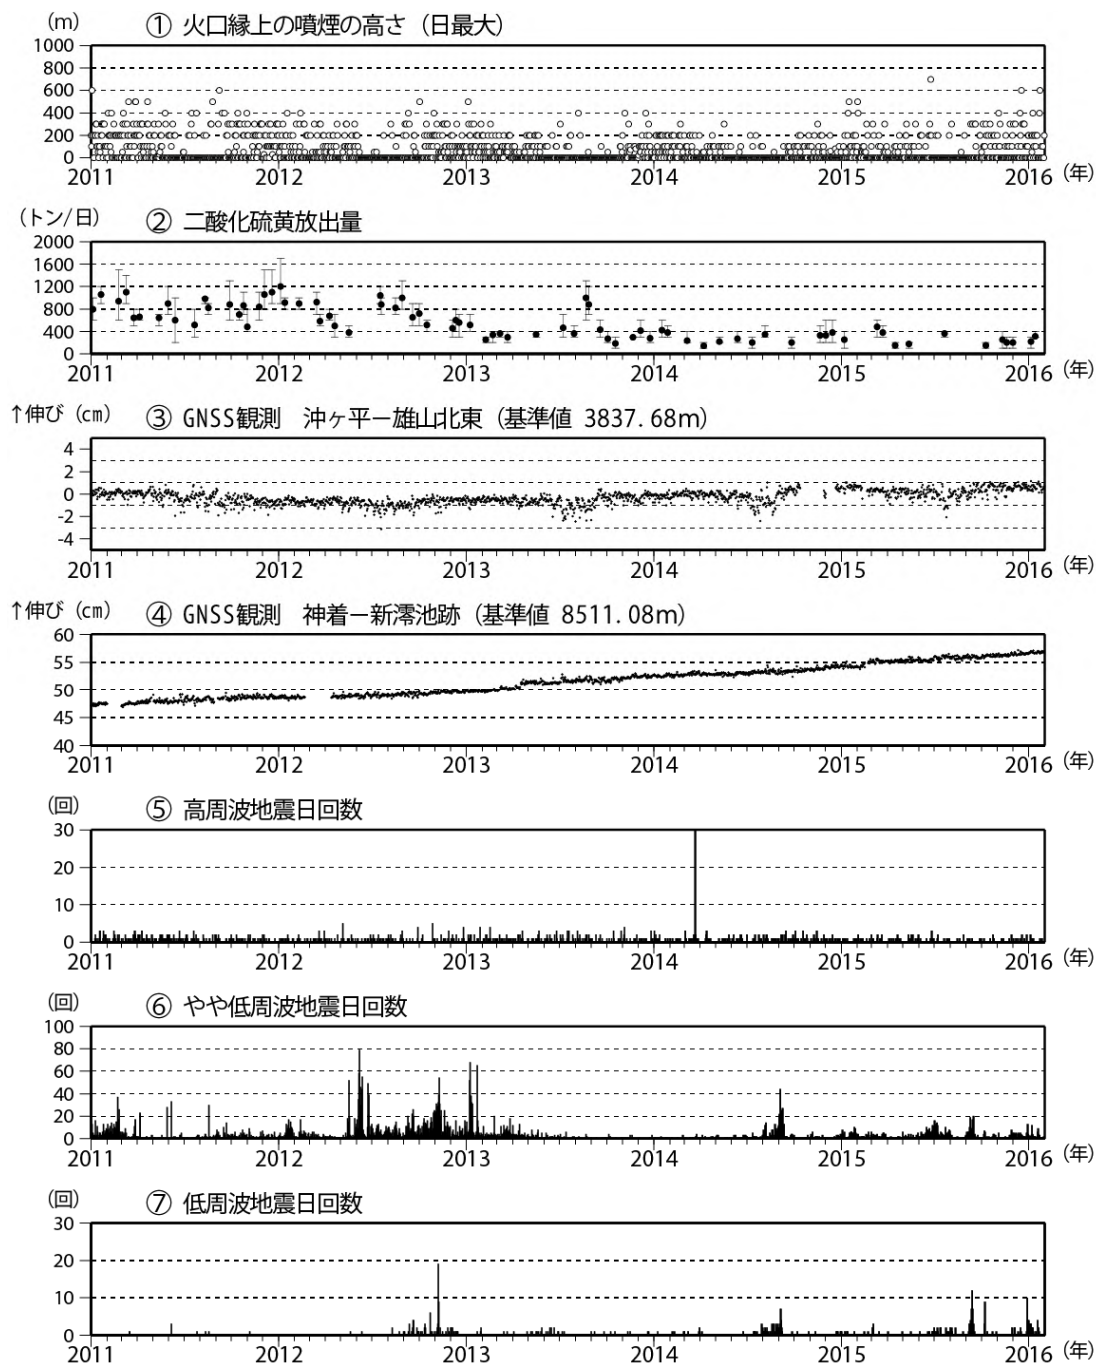 (m) ① 火口縁上の噴煙の高さ（日最大）
1000
800
600
400
200
0
2011 2012 2013 2014 2015 2016 (年)
(トン/日) ② 二酸化硫黄放出量
2000
1600
1200
800
400
0
2011 2012 2013 2014 2015 2016 (年)
↑伸び (cm) ③ GNSS観測 沖ヶ平－雄山北東（基準値 3837.68m）
4
2
0
-2
-4
2011 2012 2013 2014 2015 2016 (年)
↑伸び (cm) ④ GNSS観測 神着－新澪池跡（基準値 8511.08m）
60
55
50
45
40
2011 2012 2013 2014 2015 2016 (年)
(回) ⑤ 高周波地震日回数
30
20
10
0
2011 2012 2013 2014 2015 2016 (年)
(回) ⑥ やや低周波地震日回数
100
80
60
40
20
0
2011 2012 2013 2014 2015 2016 (年)
(回) ⑦ 低周波地震日回数
30
20
10
0
2011 2012 2013 2014 2015 2016 (年)